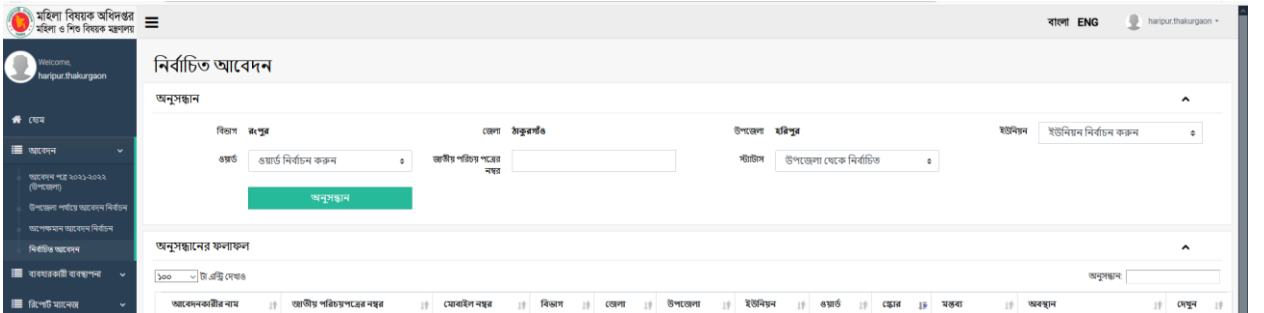 মহিলা বিষয়ক অধিদপ্তর
মহিলা ও শিশু বিষয়ক মন্ত্রণালয়
বাংলা ENG haripur.thakurgaon
Welcome,
haripur.thakurgaon
হোম
আবেদন
আবেদন পত্র ২০২১-২০২২
(উপজেলা)
উপজেলা পর্যায়ে আবেদন নির্বাচন
অপেক্ষমান আবেদন নির্বাচন
নির্বাচিত আবেদন
ব্যবহারকারী ব্যবস্থাপনা
রিপোর্ট ম্যানেজ
নির্বাচিত আবেদন
অনুসন্ধান
বিভাগ রংপুর জেলা ঠাকুরগাঁও উপজেলা হরিপুর ইউনিয়ন ইউনিয়ন নির্বাচন করুন
ওয়ার্ড ওয়ার্ড নির্বাচন করুন জাতীয় পরিচয় পত্রের স্ট্যাটাস উপজেলা থেকে নির্বাচিত
নম্বর
অনুসন্ধান
অনুসন্ধানের ফলাফল
১০০ টা এন্ট্রি দেখাও অনুসন্ধান:
আবেদনকারীর নাম জাতীয় পরিচয়পত্রের নম্বর মোবাইল নম্বর বিভাগ জেলা উপজেলা ইউনিয়ন ওয়ার্ড স্কোর মন্তব্য অবস্থান দেখুন